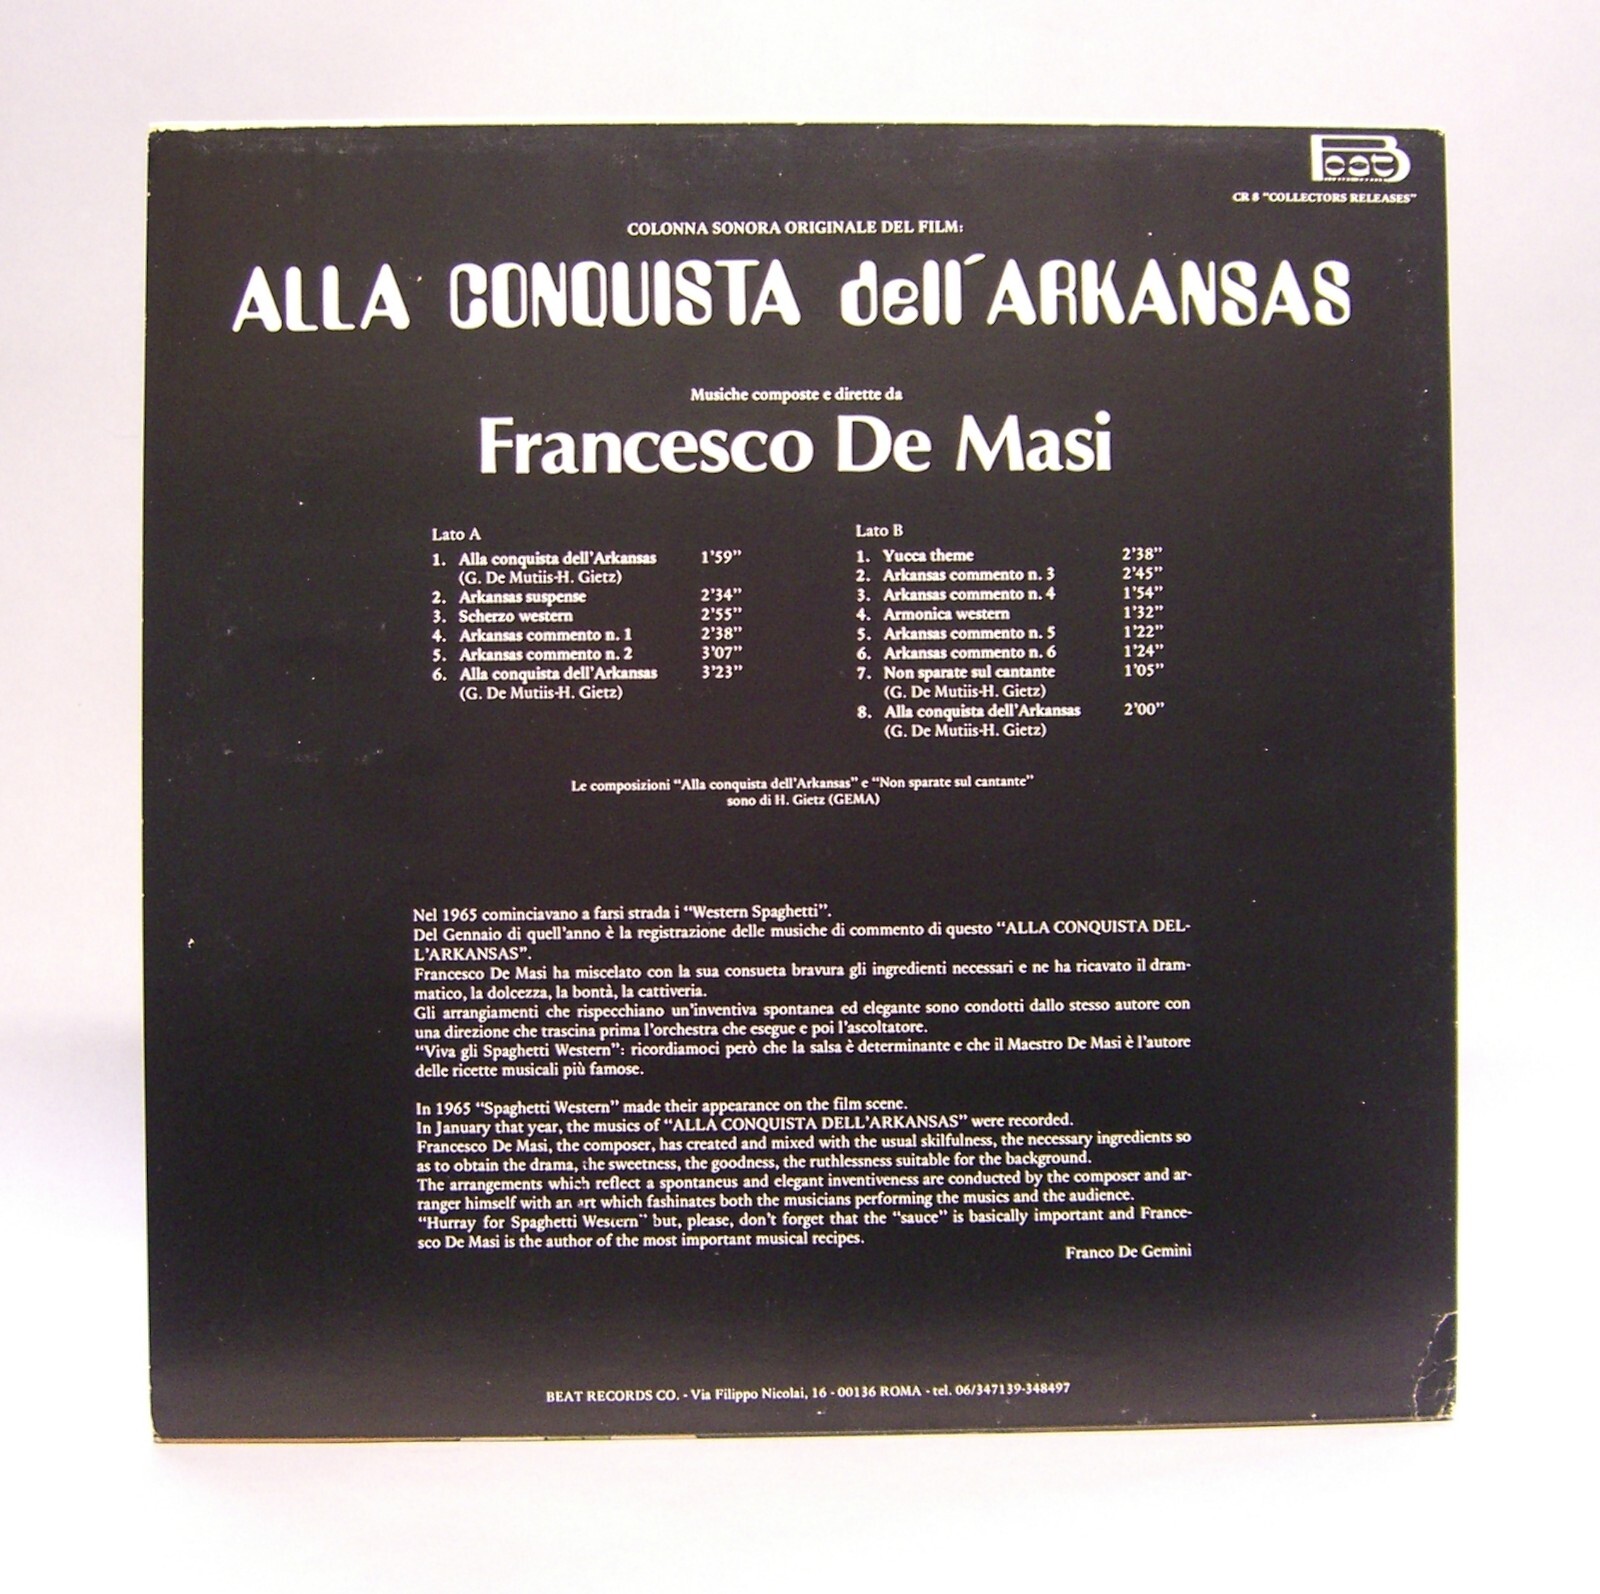 Beat
CR 8 "COLLECTORS RELEASES"
COLONNA SONORA ORIGINALE DEL FILM:
ALLA CONQUISTA dell'ARKANSAS
Musiche composte e dirette da
Francesco De Masi
Lato A
1. Alla conquista dell'Arkansas 1'59"
(G. De Mutiis-H. Gietz)
2. Arkansas suspense 2'34"
3. Scherzo western 2'55"
4. Arkansas commento n. 1 2'38"
5. Arkansas commento n. 2 3'07"
6. Alla conquista dell'Arkansas 3'23"
(G. De Mutiis-H. Gietz)
Lato B
1. Yucca theme 2'38"
2. Arkansas commento n. 3 2'45"
3. Arkansas commento n. 4 1'54"
4. Armonica western 1'32"
5. Arkansas commento n. 5 1'22"
6. Arkansas commento n. 6 1'24"
7. Non sparate sul cantante 1'05"
(G. De Mutiis-H. Gietz)
8. Alla conquista dell'Arkansas 2'00"
(G. De Mutiis-H. Gietz)
Le composizioni "Alla conquista dell'Arkansas" e "Non sparate sul cantante"
sono di H. Gietz (GEMA)
Nel 1965 cominciavano a farsi strada i "Western Spaghetti".
Del Gennaio di quell'anno è la registrazione delle musiche di commento di questo "ALLA CONQUISTA DEL-
L'ARKANSAS".
Francesco De Masi ha miscelato con la sua consueta bravura gli ingredienti necessari e ne ha ricavato il dram-
matico, la dolcezza, la bontà, la cattiveria.
Gli arrangiamenti che rispecchiano un'inventiva spontanea ed elegante sono condotti dallo stesso autore con
una direzione che trascina prima l'orchestra che esegue e poi l'ascoltatore.
"Viva gli Spaghetti Western": ricordiamoci però che la salsa è determinante e che il Maestro De Masi è l'autore
delle ricette musicali più famose.
In 1965 "Spaghetti Western" made their appearance on the film scene.
In January that year, the musics of "ALLA CONQUISTA DELL'ARKANSAS" were recorded.
Francesco De Masi, the composer, has created and mixed with the usual skilfulness, the necessary ingredients so
as to obtain the drama, the sweetness, the goodness, the ruthlessness suitable for the background.
The arrangements which reflect a spontaneus and elegant inventiveness are conducted by the composer and ar-
ranger himself with an art which fashinates both the musicians performing the musics and the audience.
"Hurray for Spaghetti Western" but, please, don't forget that the "sauce" is basically important and France-
sco De Masi is the author of the most important musical recipes.
Franco De Gemini
BEAT RECORDS CO. - Via Filippo Nicolai, 16 - 00136 ROMA - tel. 06/347139-348497